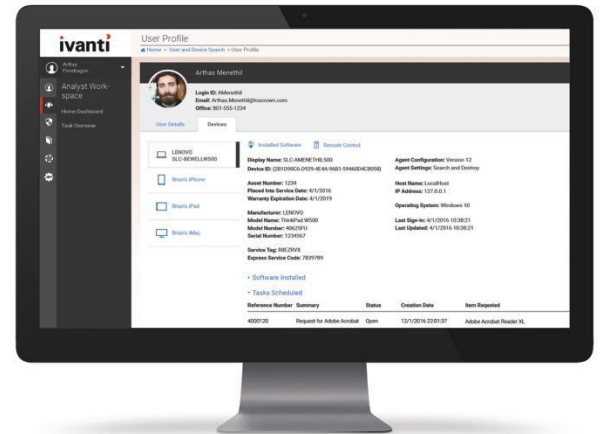 ivanti
User Profile
Home » User and Device Search » User Profile
Arthur
Pendragon
Analyst Work-
space
Home Dashboard
Task Overview
Arthas Menethil
Login ID: AMenethil
Email: Arthas.Menethil@Icecrown.com
Office: 801-555-1234
User Details Devices
LENOVO
SLC-BEWELLW500
Brian's iPhone
Brian's iPad
Brian's iMac
Installed Software Remote Control
Display Name: SLC-AMENETHIL500 Agent Configuration: Version 12
Device ID: Agent Settings: Search and Destroy
Asset Number: 1234 Host Name: LocalHost
Placed Into Service Date: 4/1/2016 IP Address: 127.0.0.1
Warranty Expiration Date: 4/1/2019
Operating System: Windows 10
Manufacturer: LENOVO
Model Name: ThinkPad W500 Last Sign-In: 4/1/2016 10:38:21
Model Number: 40625FU Last Updated: 4/1/2016 10:38:21
Serial Number: 1234567
Service Tag: R8EZRVX
Express Service Code: 7839789
Software Installed
Tasks Scheduled
Reference Number Summary Status Creation Date Item Reqested
4000120 Request for Adobe Acrobat Open 12/1/2016 22:01:37 Adobe Acrobat Reader XL